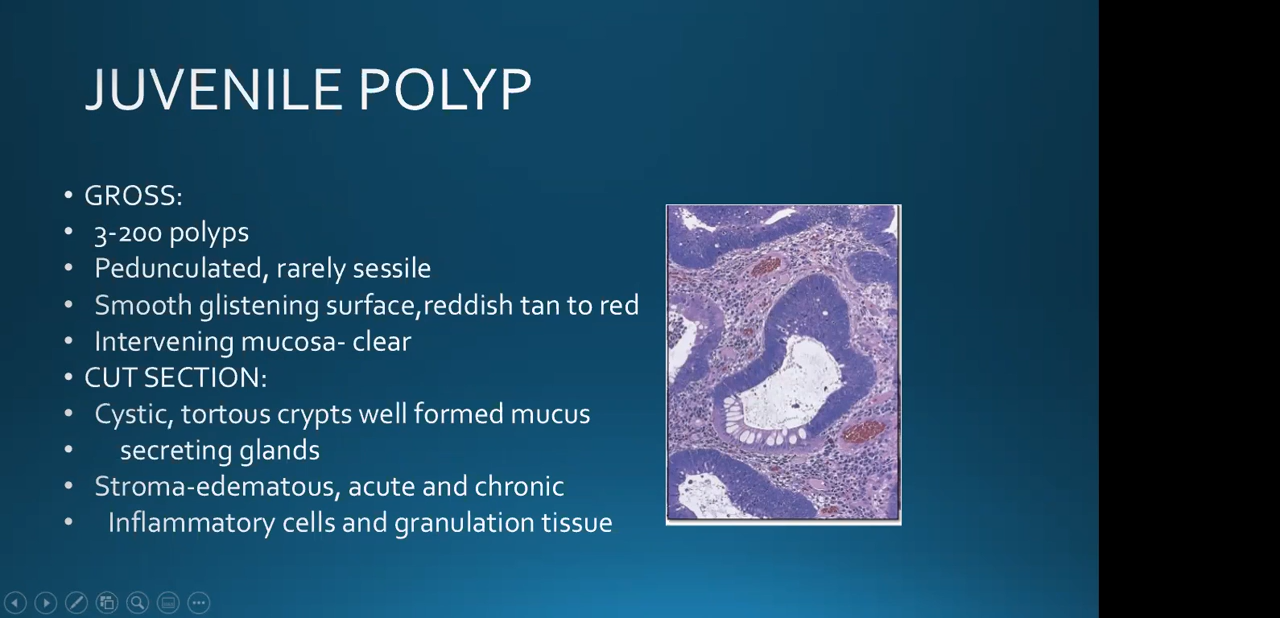 JUVENILE POLYP
• GROSS:
• 3-200 polyps
• Pedunculated, rarely sessile
• Smooth glistening surface,reddish tan to red
• Intervening mucosa- clear
• CUT SECTION:
• Cystic, tortous crypts well formed mucus
• secreting glands
• Stroma-edematous, acute and chronic
• Inflammatory cells and granulation tissue